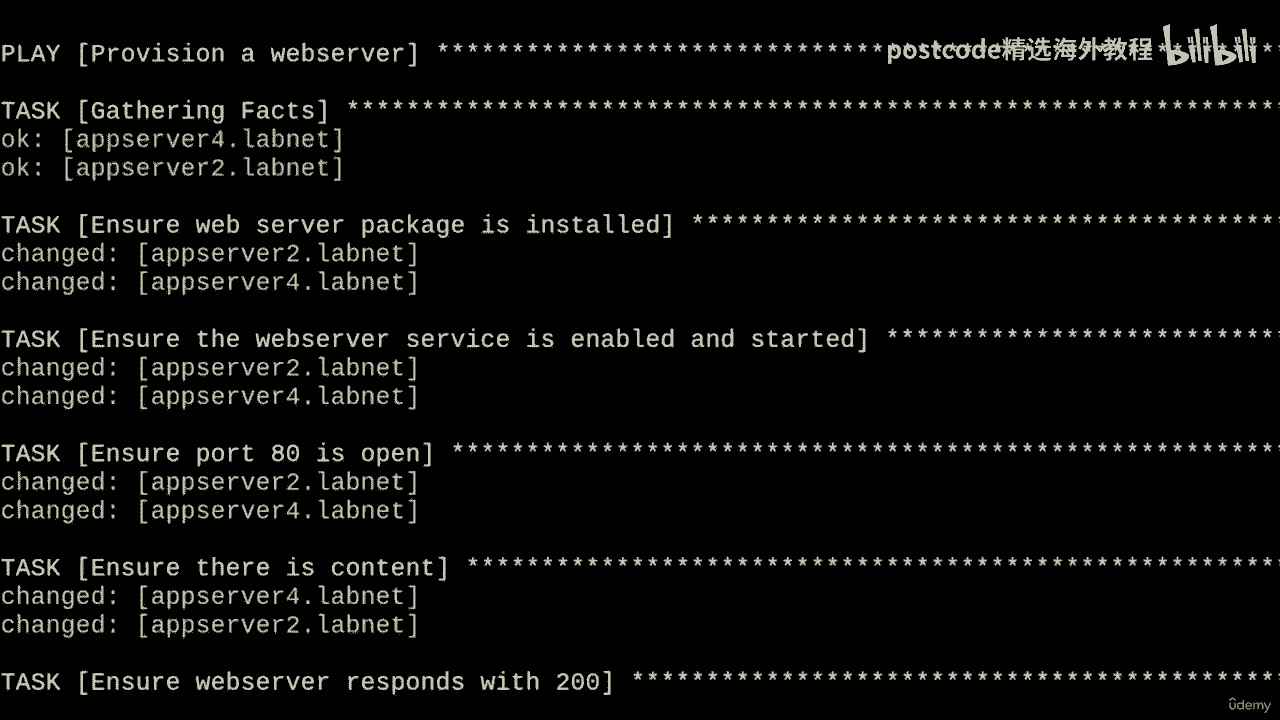 PLAY [Provision a webserver] ******************************
postcode精选海外教程 bilibili
TASK [Gathering Facts] **************************************************************
ok: [appserver4.labnet]
ok: [appserver2.labnet]
TASK [Ensure web server package is installed] ***************************************
changed: [appserver2.labnet]
changed: [appserver4.labnet]
TASK [Ensure the webserver service is enabled and started] **************************
changed: [appserver2.labnet]
changed: [appserver4.labnet]
TASK [Ensure port 80 is open] *******************************************************
changed: [appserver2.labnet]
changed: [appserver4.labnet]
TASK [Ensure there is content] ******************************************************
changed: [appserver4.labnet]
changed: [appserver2.labnet]
TASK [Ensure webserver responds with 200] *******************************************
ûdemy